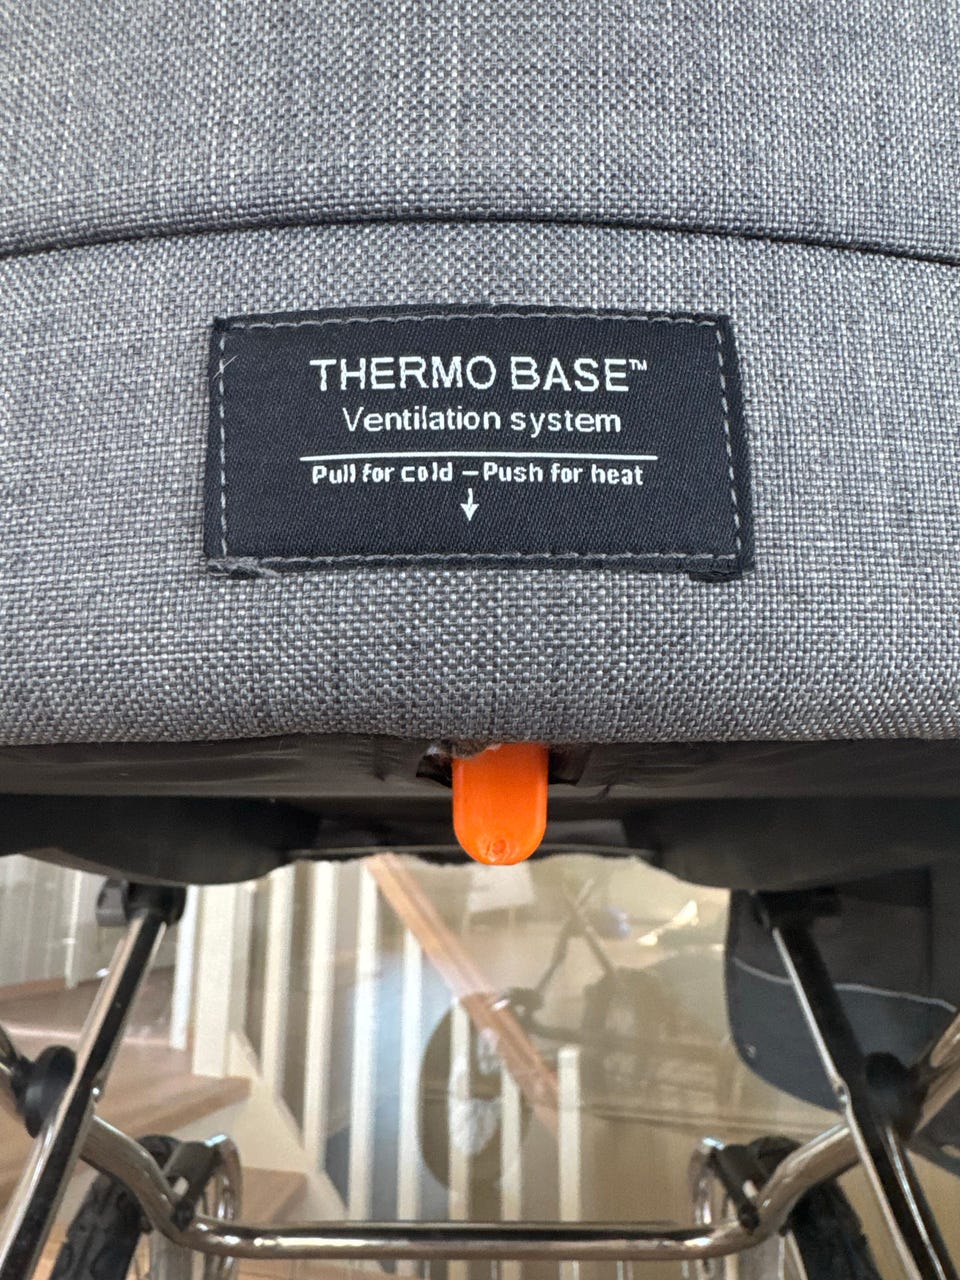 THERMO BASE™
Ventilation system
Pull for cold – Push for heat